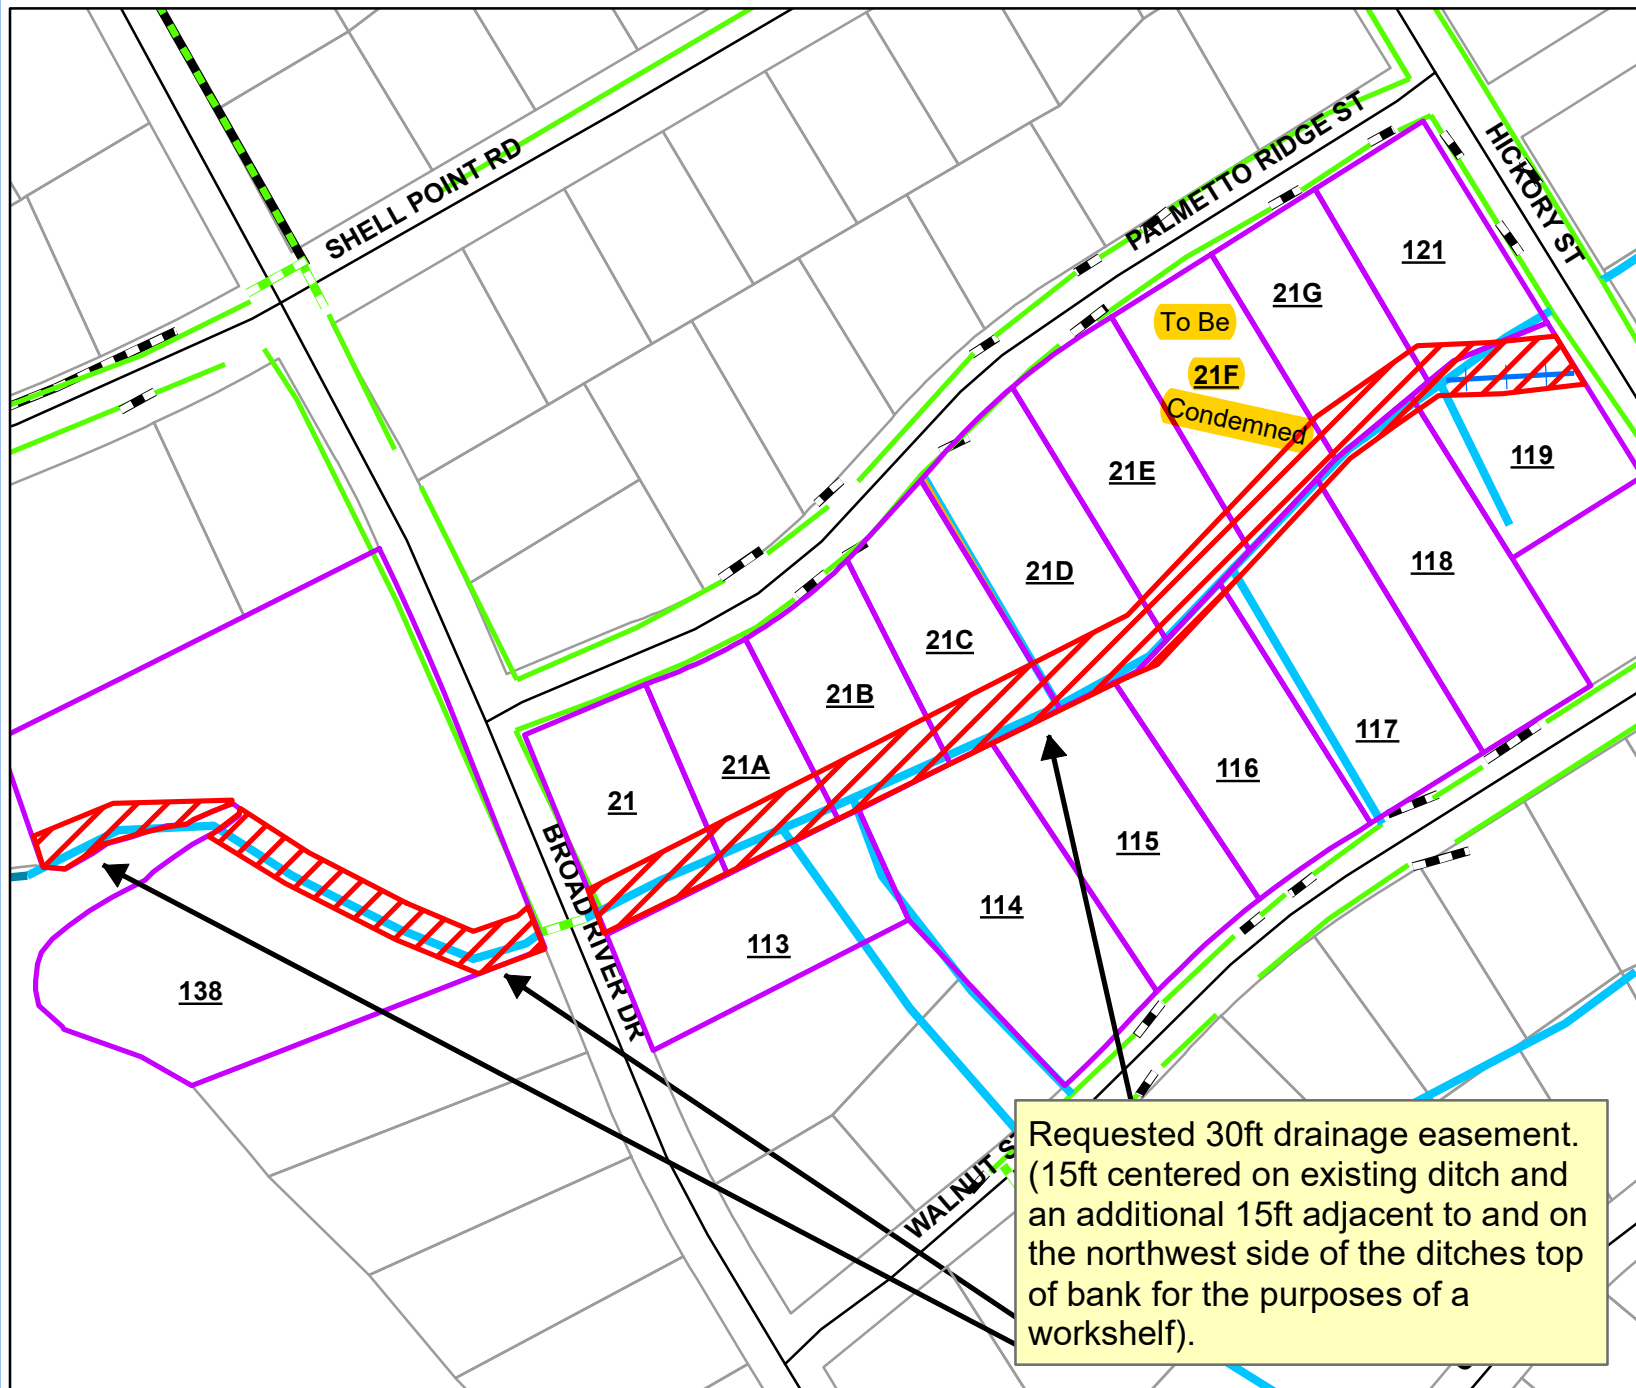 SHELL POINT RD
PALMETTO RIDGE ST
HICKORY ST
121
21G
To Be
21F
Condemned
119
21E
118
21D
21C
21B
117
21A
116
21
115
BROAD RIVER DR
114
113
138
WALNUT S
Requested 30ft drainage easement.
(15ft centered on existing ditch and
an additional 15ft adjacent to and on
the northwest side of the ditches top
of bank for the purposes of a
workshelf).